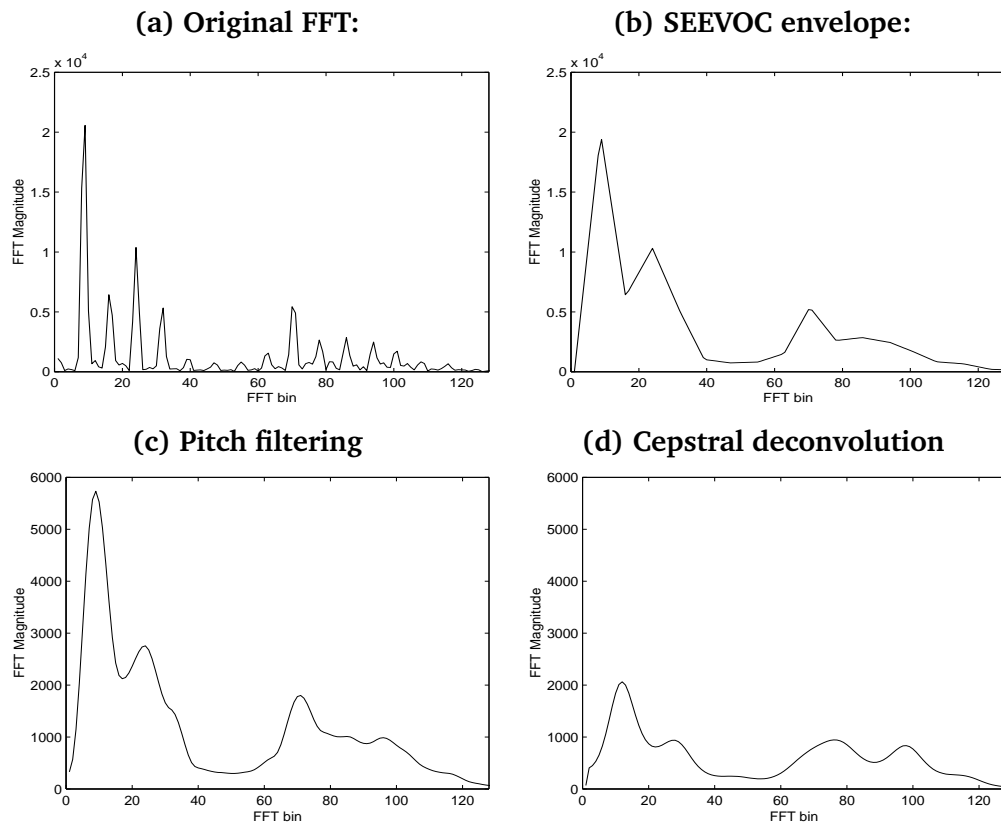 (a) Original FFT:
x 10^4
2.5
2
1.5
1
0.5
0
FFT Magnitude
0 20 40 60 80 100 120
FFT bin
(b) SEEVOC envelope:
x 10^4
2.5
2
1.5
1
0.5
0
FFT Magnitude
0 20 40 60 80 100 120
FFT bin
(c) Pitch filtering
6000
5000
4000
3000
2000
1000
0
FFT Magnitude
0 20 40 60 80 100 120
FFT bin
(d) Cepstral deconvolution
6000
5000
4000
3000
2000
1000
0
FFT Magnitude
0 20 40 60 80 100 120
FFT bin